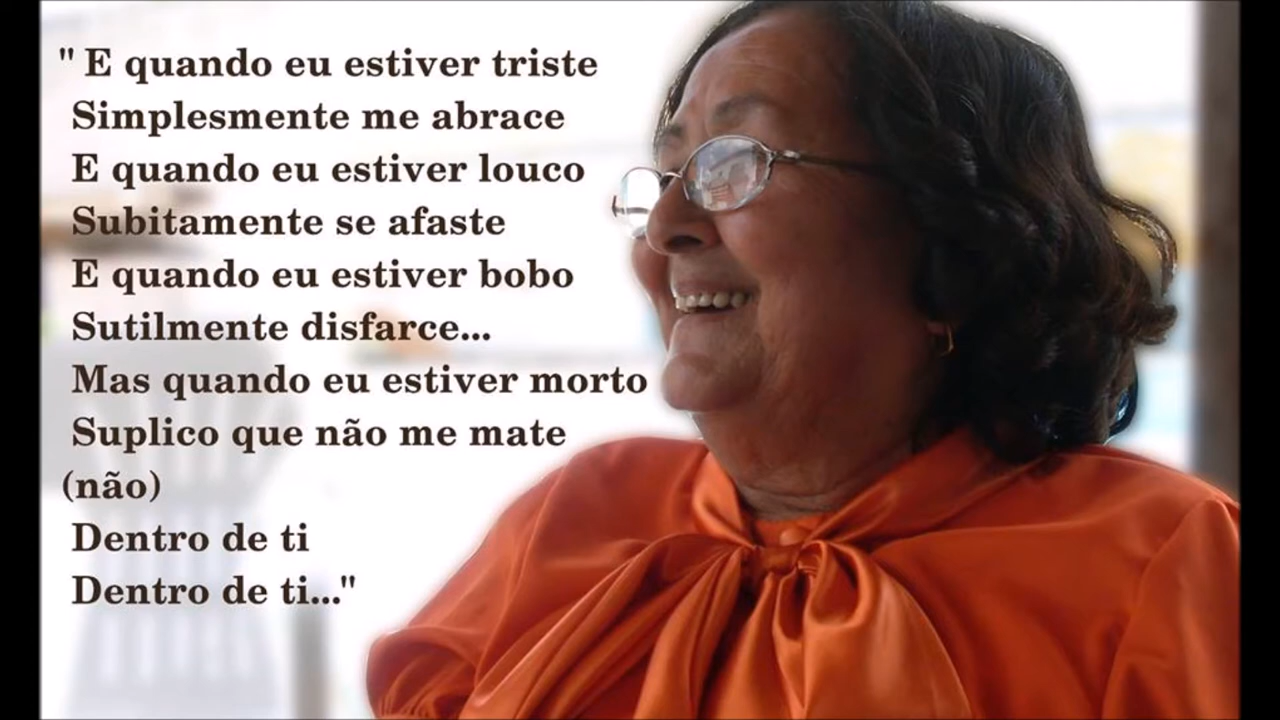 " E quando eu estiver triste
Simplesmente me abrace
E quando eu estiver louco
Subitamente se afaste
E quando eu estiver bobo
Sutilmente disfarce...
Mas quando eu estiver morto
Suplico que não me mate
(não)
Dentro de ti
Dentro de ti..."